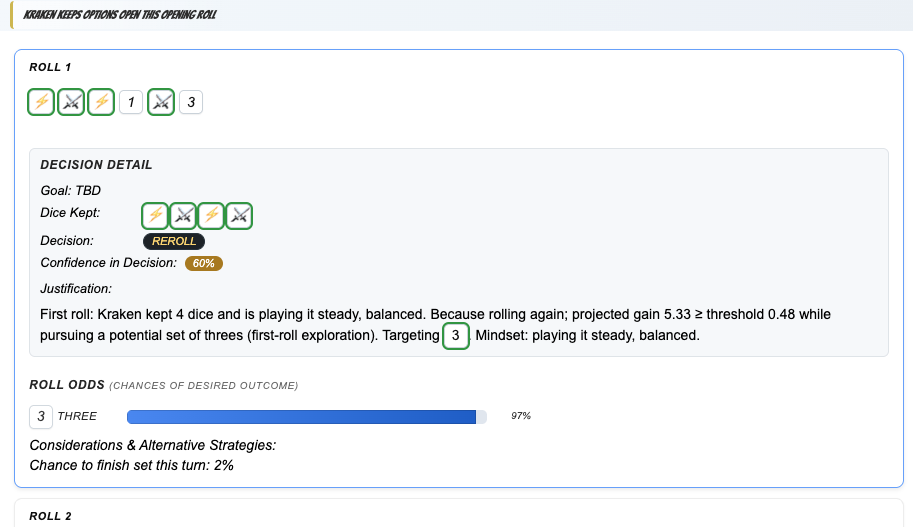 KRAKEN KEEPS OPTIONS OPEN THIS OPENING ROLL
ROLL 1
1 3
DECISION DETAIL
Goal: TBD
Dice Kept:
Decision: REROLL
Confidence in Decision: 60%
Justification:
First roll: Kraken kept 4 dice and is playing it steady, balanced. Because rolling again; projected gain 5.33 ≥ threshold 0.48 while
pursuing a potential set of threes (first-roll exploration). Targeting 3. Mindset: playing it steady, balanced.
ROLL ODDS (CHANCES OF DESIRED OUTCOME)
3 THREE 97%
Considerations & Alternative Strategies:
Chance to finish set this turn: 2%
ROLL 2